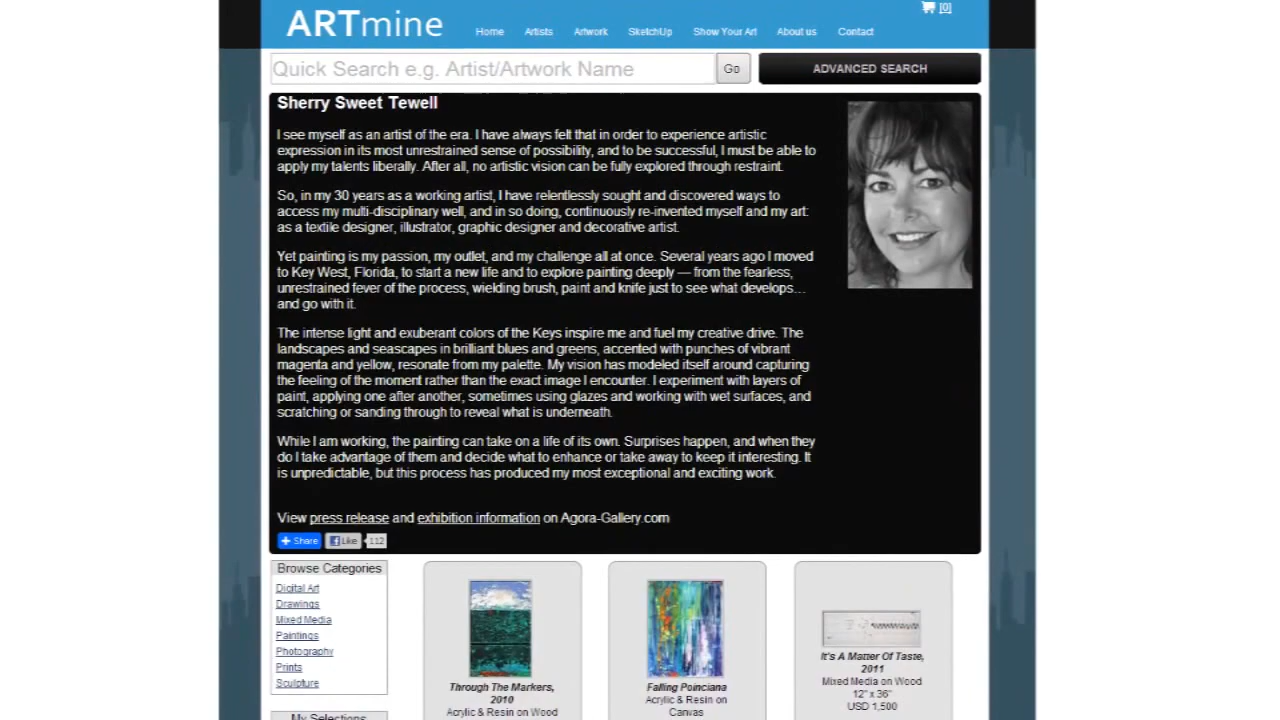 ARTmine
Home Artists Artwork SketchUp Show Your Art About us Contact
[0]
Quick Search e.g. Artist/Artwork Name
Go
ADVANCED SEARCH
Sherry Sweet Tewell
I see myself as an artist of the era. I have always felt that in order to experience artistic
expression in its most unrestrained sense of possibility, and to be successful, I must be able to
apply my talents liberally. After all, no artistic vision can be fully explored through restraint.
So, in my 30 years as a working artist, I have relentlessly sought and discovered ways to
access my multi-disciplinary well, and in so doing, continuously re-invented myself and my art:
as a textile designer, illustrator, graphic designer and decorative artist.
Yet painting is my passion, my outlet, and my challenge all at once. Several years ago I moved
to Key West, Florida, to start a new life and to explore painting deeply — from the fearless,
unrestrained fever of the process, wielding brush, paint and knife just to see what develops…
and go with it.
The intense light and exuberant colors of the Keys inspire me and fuel my creative drive. The
landscapes and seascapes in brilliant blues and greens, accented with punches of vibrant
magenta and yellow, resonate from my palette. My vision has modeled itself around capturing
the feeling of the moment rather than the exact image I encounter. I experiment with layers of
paint, applying one after another, sometimes using glazes and working with wet surfaces, and
scratching or sanding through to reveal what is underneath.
While I am working, the painting can take on a life of its own. Surprises happen, and when they
do I take advantage of them and decide what to enhance or take away to keep it interesting. It
is unpredictable, but this process has produced my most exceptional and exciting work.
View press release and exhibition information on Agora-Gallery.com
Share Like 112
Browse Categories
Digital Art
Drawings
Mixed Media
Paintings
Photography
Prints
Sculpture
My Selections
Through The Markers,
2010
Acrylic & Resin on Wood
Falling Poinciana
Acrylic & Resin on
Canvas
It's A Matter Of Taste,
2011
Mixed Media on Wood
12" x 36"
USD 1,500